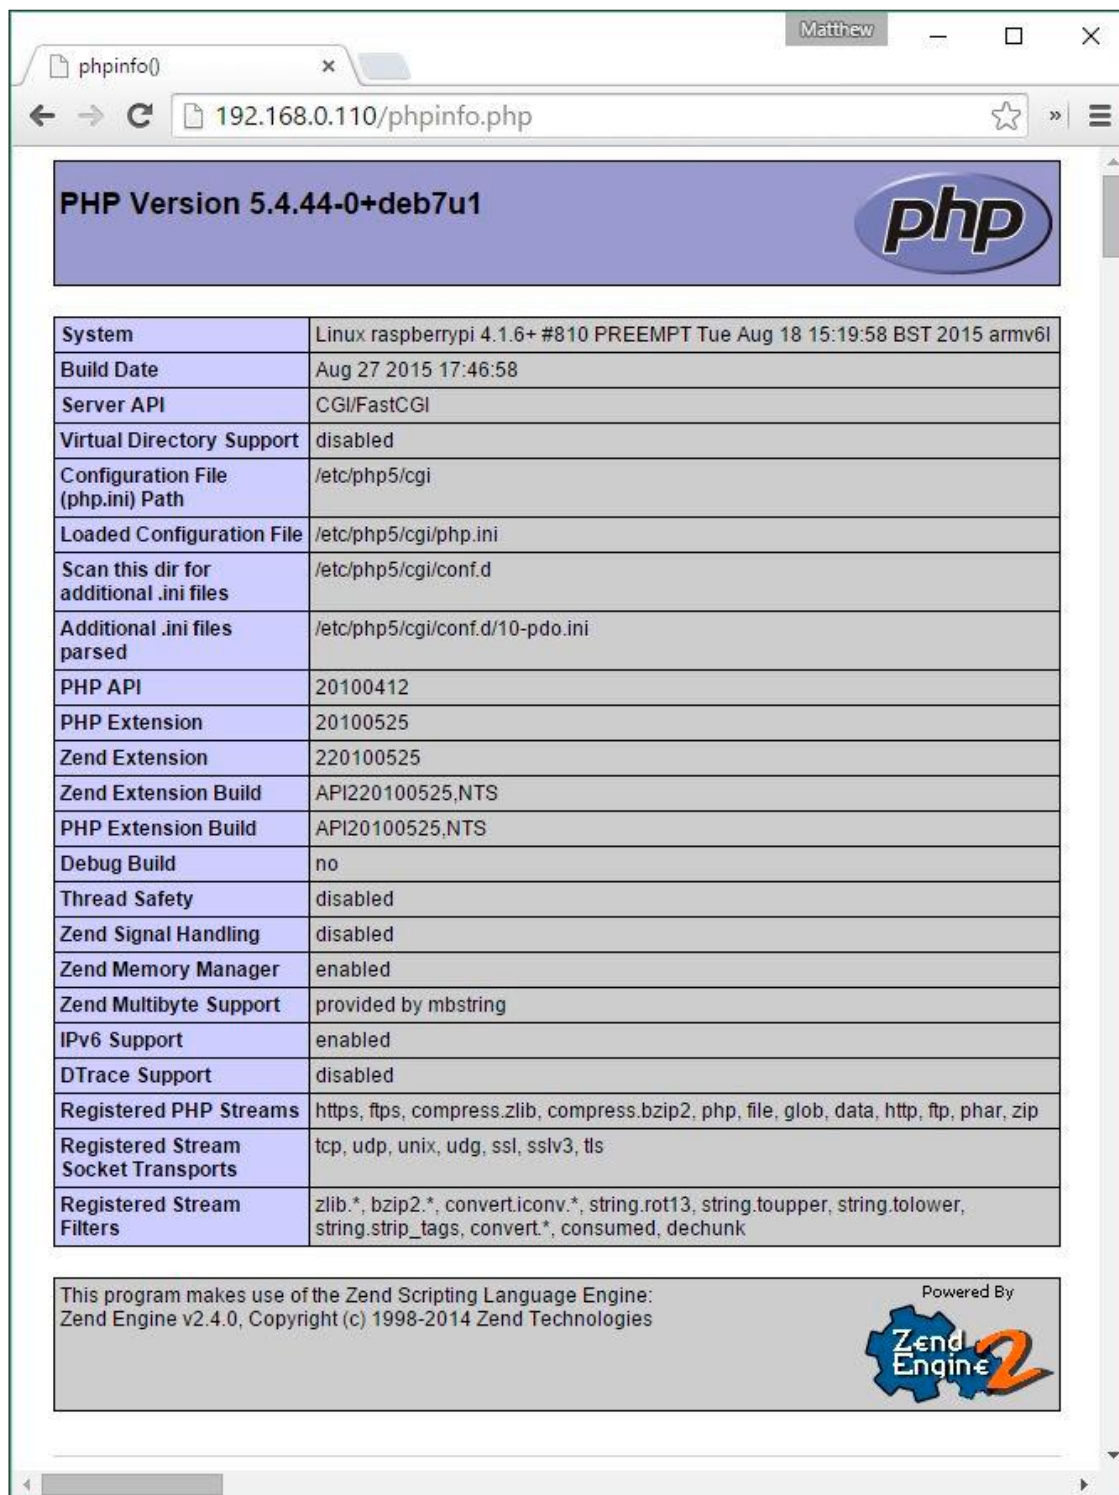 Matthew
phpinfo()
192.168.0.110/phpinfo.php
PHP Version 5.4.44-0+deb7u1
php
System Linux raspberrypi 4.1.6+ #810 PREEMPT Tue Aug 18 15:19:58 BST 2015 armv6l
Build Date Aug 27 2015 17:46:58
Server API CGI/FastCGI
Virtual Directory Support disabled
Configuration File /etc/php5/cgi
(php.ini) Path
Loaded Configuration File /etc/php5/cgi/php.ini
Scan this dir for /etc/php5/cgi/conf.d
additional .ini files
Additional .ini files /etc/php5/cgi/conf.d/10-pdo.ini
parsed
PHP API 20100412
PHP Extension 20100525
Zend Extension 220100525
Zend Extension Build API220100525,NTS
PHP Extension Build API20100525,NTS
Debug Build no
Thread Safety disabled
Zend Signal Handling disabled
Zend Memory Manager enabled
Zend Multibyte Support provided by mbstring
IPv6 Support enabled
DTrace Support disabled
Registered PHP Streams https, ftps, compress.zlib, compress.bzip2, php, file, glob, data, http, ftp, phar, zip
Registered Stream tcp, udp, unix, udg, ssl, sslv3, tls
Socket Transports
Registered Stream zlib.*, bzip2.*, convert.iconv.*, string.rot13, string.toupper, string.tolower,
Filters string.strip_tags, convert.*, consumed, dechunk
This program makes use of the Zend Scripting Language Engine:
Zend Engine v2.4.0, Copyright (c) 1998-2014 Zend Technologies
Powered By
Zend
Engine 2